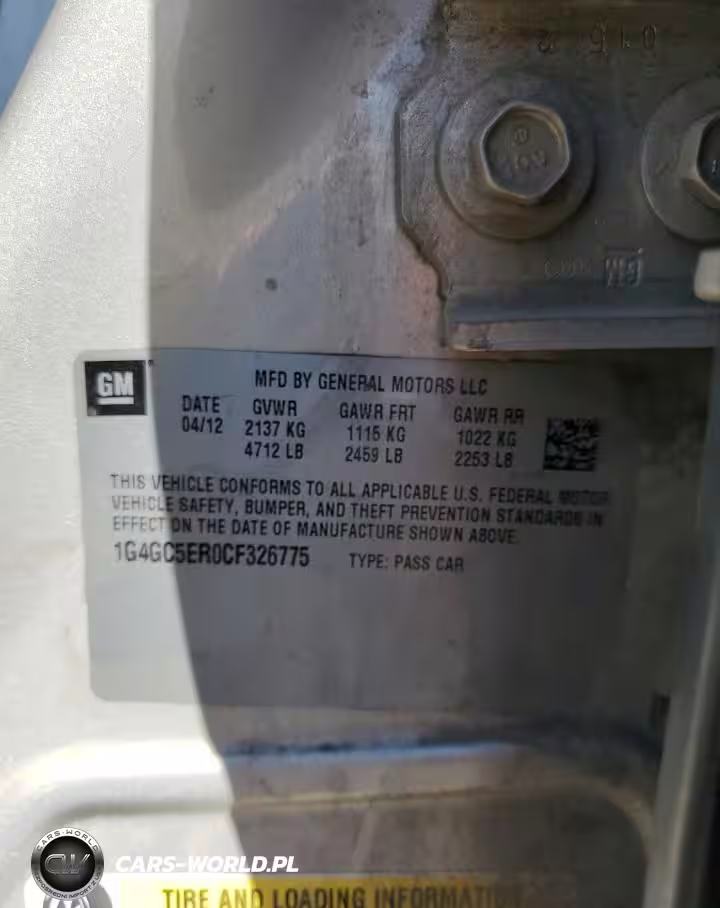 GM
MFD BY GENERAL MOTORS LLC
DATE GVWR GAWR FRT GAWR RR
04/12 2137 KG 1115 KG 1022 KG
4712 LB 2459 LB 2253 LB
THIS VEHICLE CONFORMS TO ALL APPLICABLE U.S. FEDERAL MOTOR
VEHICLE SAFETY, BUMPER, AND THEFT PREVENTION STANDARDS IN
EFFECT ON THE DATE OF MANUFACTURE SHOWN ABOVE.
1G4GC5ER0CF326775 TYPE: PASS CAR
CARS-WORLD
CW
CARS-WORLD.PL
TIRE AND LOADING INFORMATION